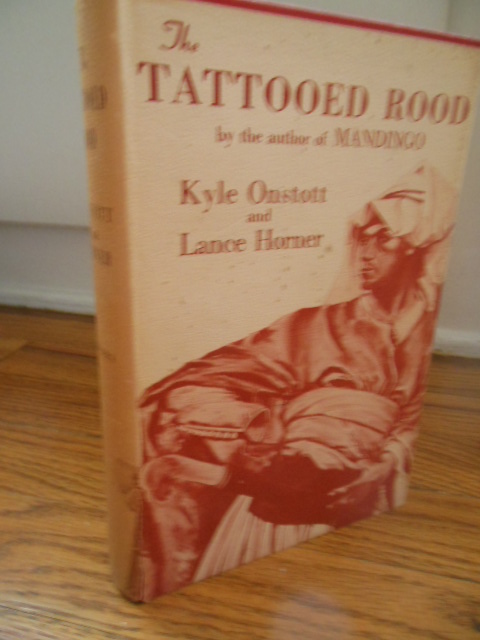 The
TATTOOED ROOD
by the author of MANDINGO
Kyle Onstott
and
Lance Horner